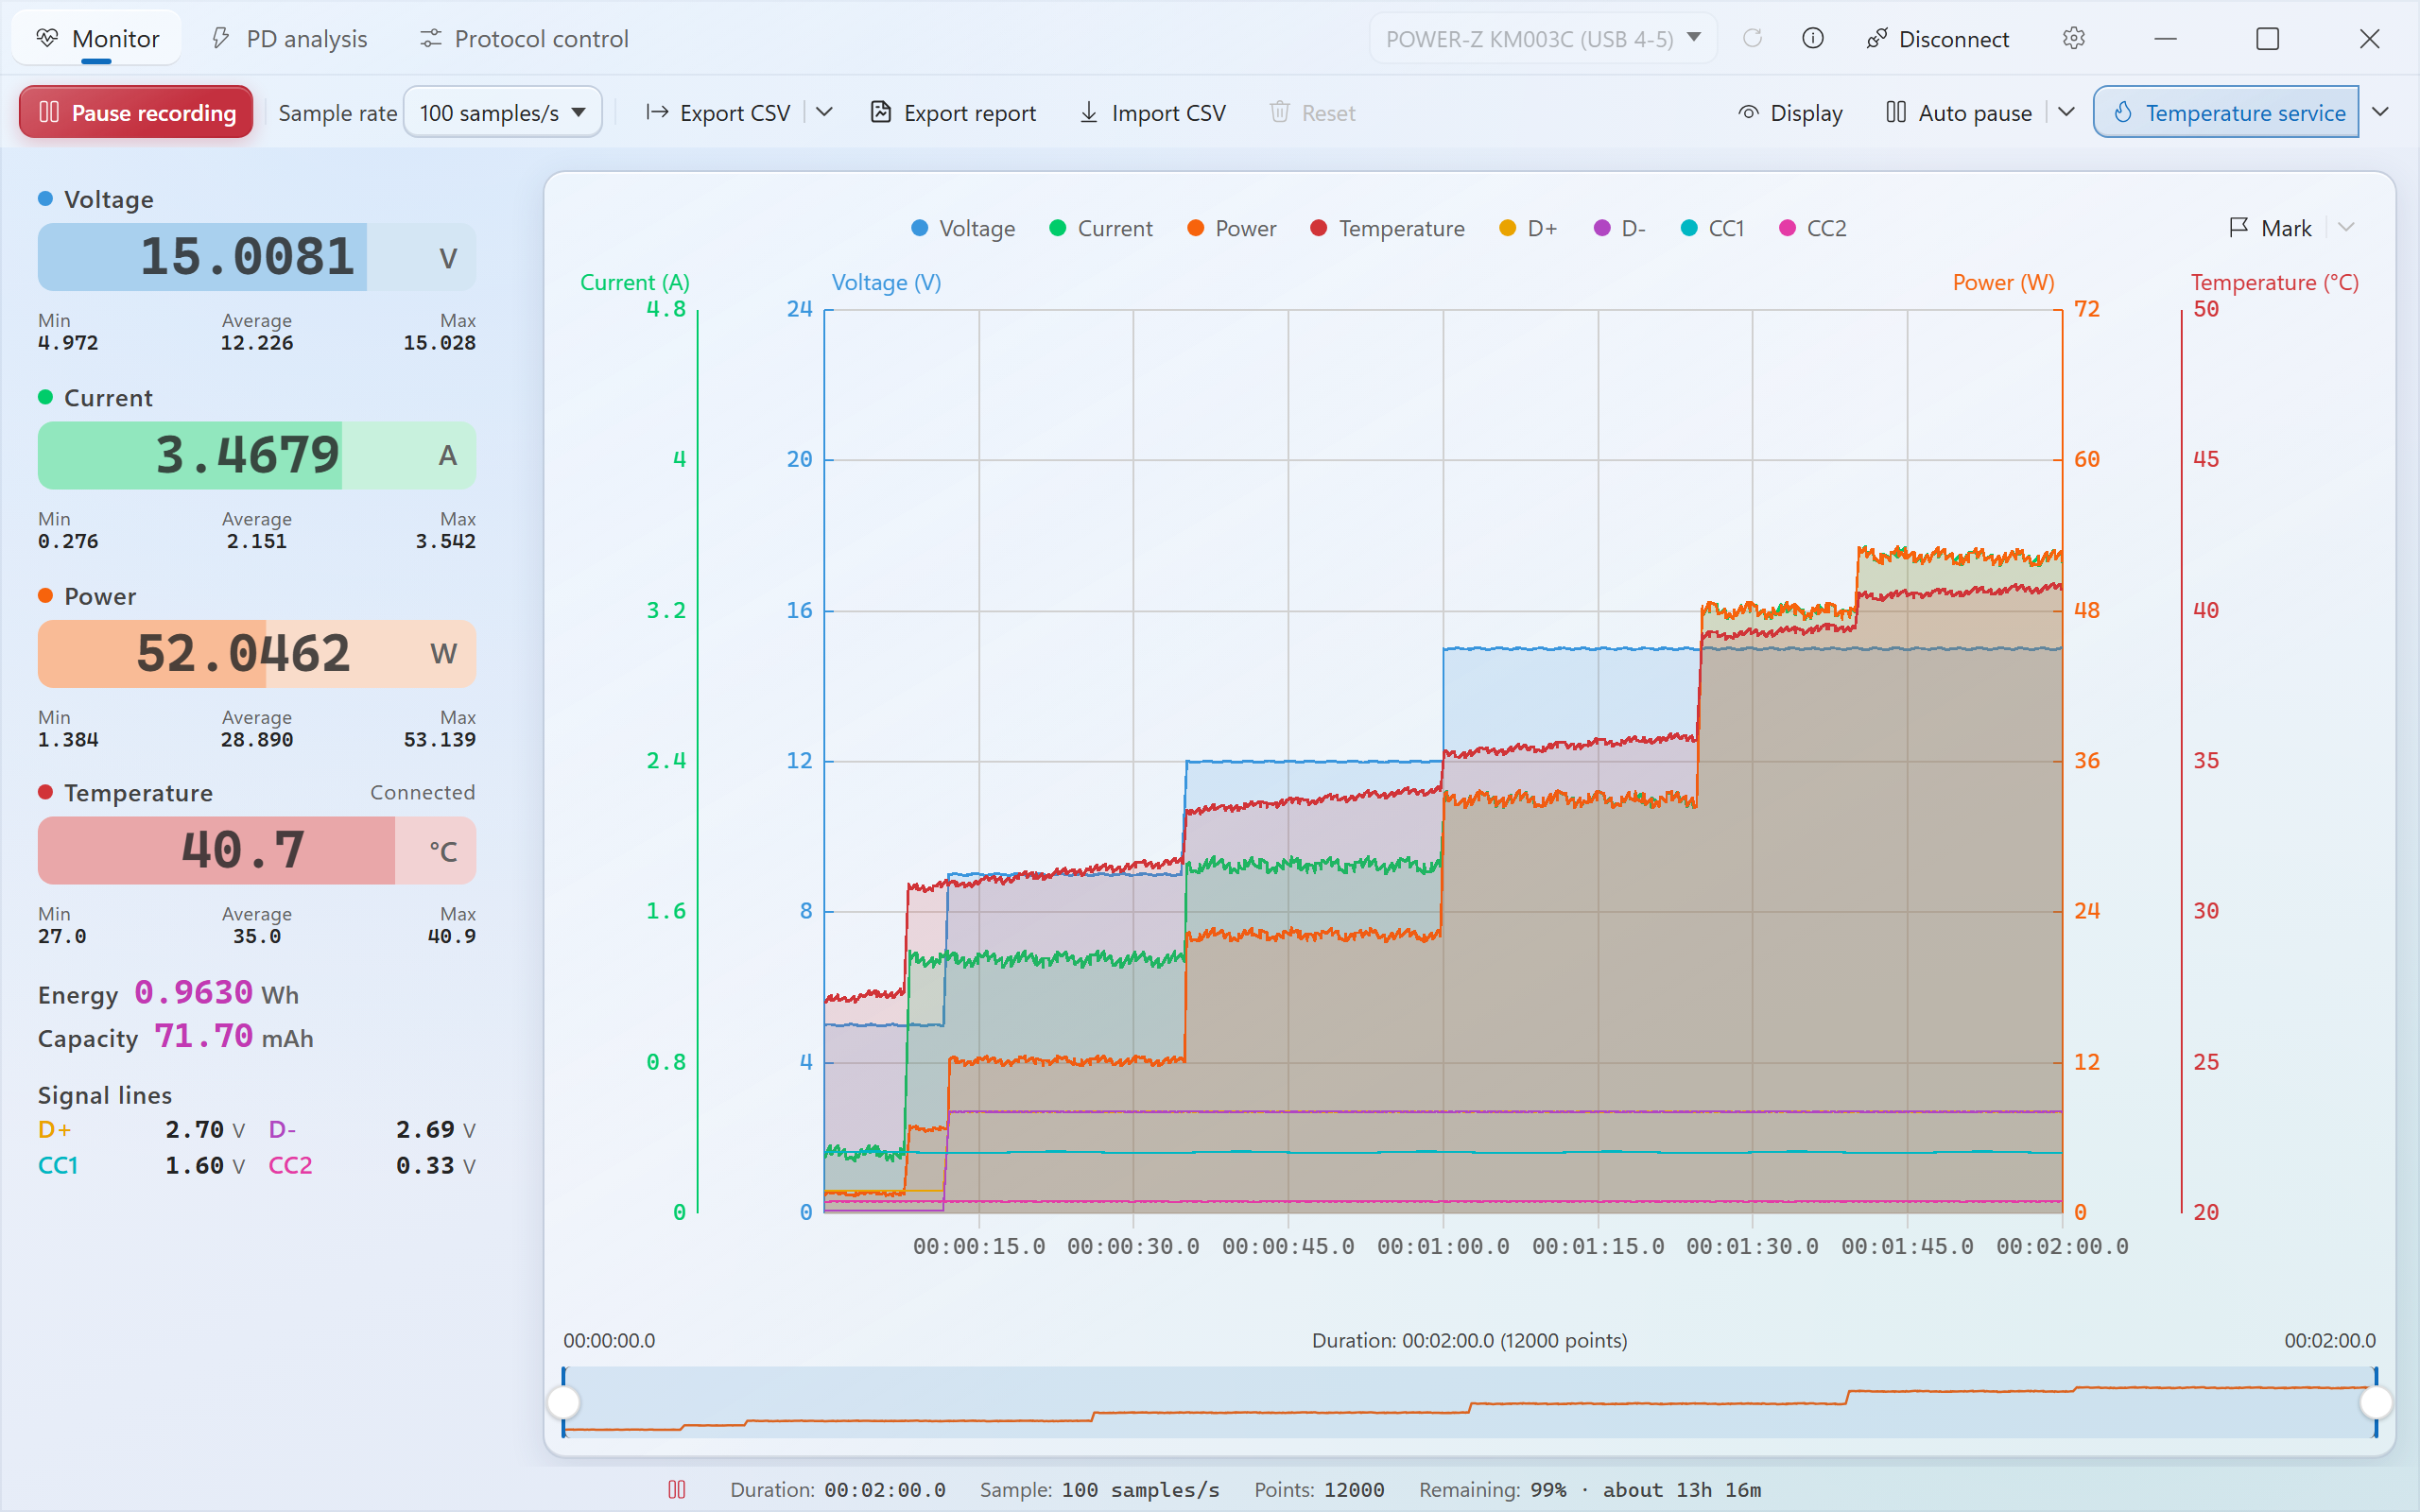 Monitor PD analysis Protocol control POWER-Z KM003C (USB 4-5) Disconnect
Pause recording Sample rate 100 samples/s Export CSV Export report Import CSV Reset Display Auto pause Temperature service
Voltage
15.0081 V
Min Average Max
4.972 12.226 15.028
Current
3.4679 A
Min Average Max
0.276 2.151 3.542
Power
52.0462 W
Min Average Max
1.384 28.890 53.139
Temperature Connected
40.7 °C
Min Average Max
27.0 35.0 40.9
Energy 0.9630 Wh
Capacity 71.70 mAh
Signal lines
D+ 2.70 V D- 2.69 V
CC1 1.60 V CC2 0.33 V
Voltage Current Power Temperature D+ D- CC1 CC2 Mark
Current (A) Voltage (V) Power (W) Temperature (°C)
4.8 24 72 50
4 20 60 45
3.2 16 48 40
2.4 12 36 35
1.6 8 24 30
0.8 4 12 25
0 0 0 20
00:00:15.0 00:00:30.0 00:00:45.0 00:01:00.0 00:01:15.0 00:01:30.0 00:01:45.0 00:02:00.0
00:00:00.0 Duration: 00:02:00.0 (12000 points) 00:02:00.0
Duration: 00:02:00.0 Sample: 100 samples/s Points: 12000 Remaining: 99% · about 13h 16m